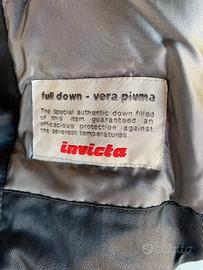 full down - vera piuma
The special authentic down filled
of this item guaranteed an
efficacious protection against
the severest temperatures.
invicta
subito